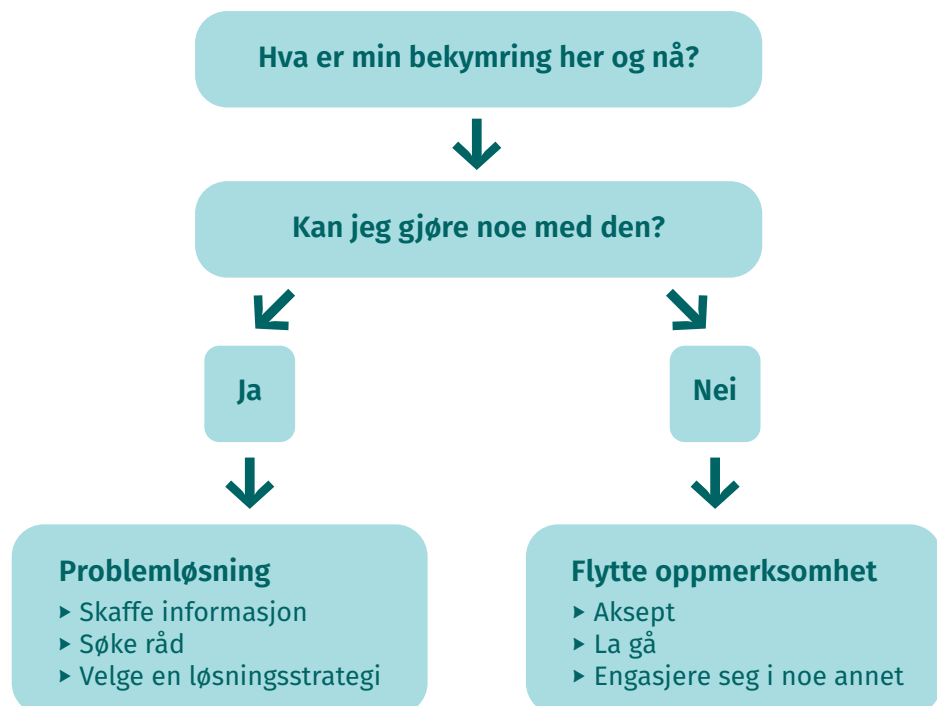 Hva er min bekymring her og nå?
Kan jeg gjøre noe med den?
Ja
Nei
Problemløsning
▸ Skaffe informasjon
▸ Søke råd
▸ Velge en løsningsstrategi
Flytte oppmerksomhet
▸ Aksept
▸ La gå
▸ Engasjere seg i noe annet